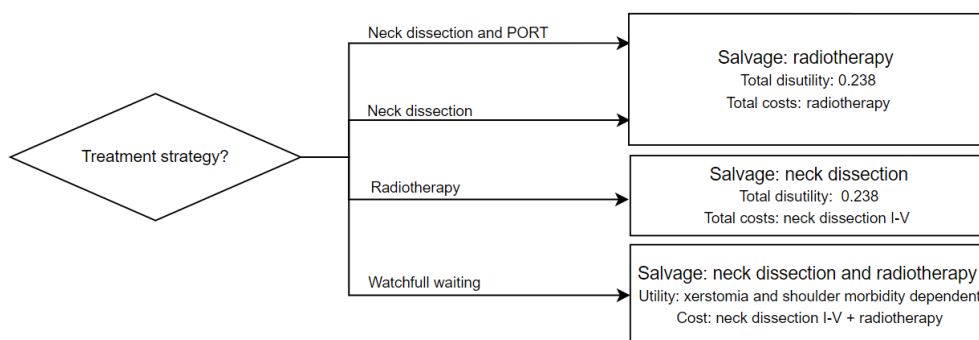 Treatment strategy?
Neck dissection and PORT
Neck dissection
Radiotherapy
Watchfull waiting
Salvage: radiotherapy
Total disutility: 0.238
Total costs: radiotherapy
Salvage: neck dissection
Total disutility: 0.238
Total costs: neck dissection I-V
Salvage: neck dissection and radiotherapy
Utility: xerstomia and shoulder morbidity dependent
Cost: neck dissection I-V + radiotherapy